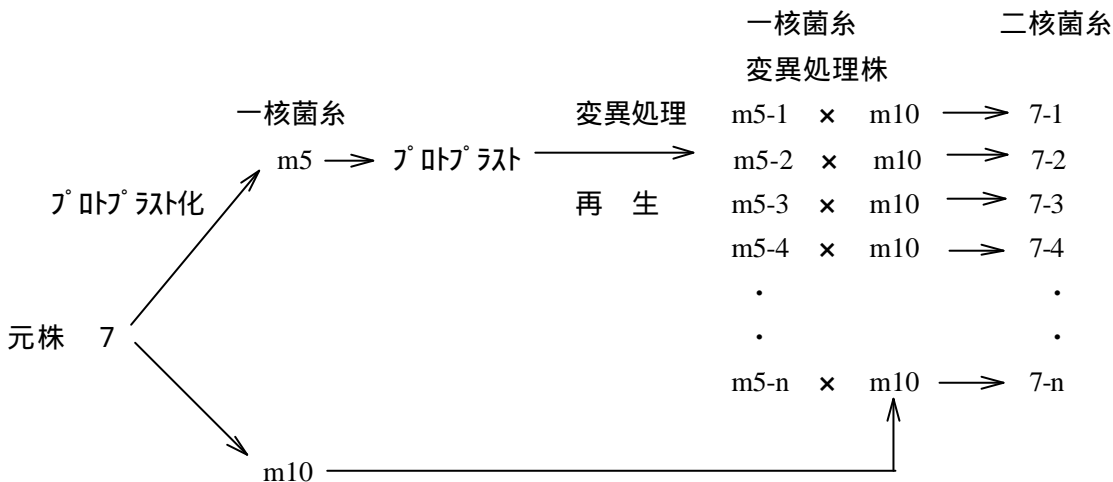 一核菌糸 二核菌糸
変異処理株
一核菌糸 変異処理 m5-1 × m10 7-1
m5 プロトプラスト m5-2 × m10 7-2
プロトプラスト化 再 生 m5-3 × m10 7-3
m5-4 × m10 7-4
・ ・
元株 7 ・ ・
m5-n × m10 7-n
m10